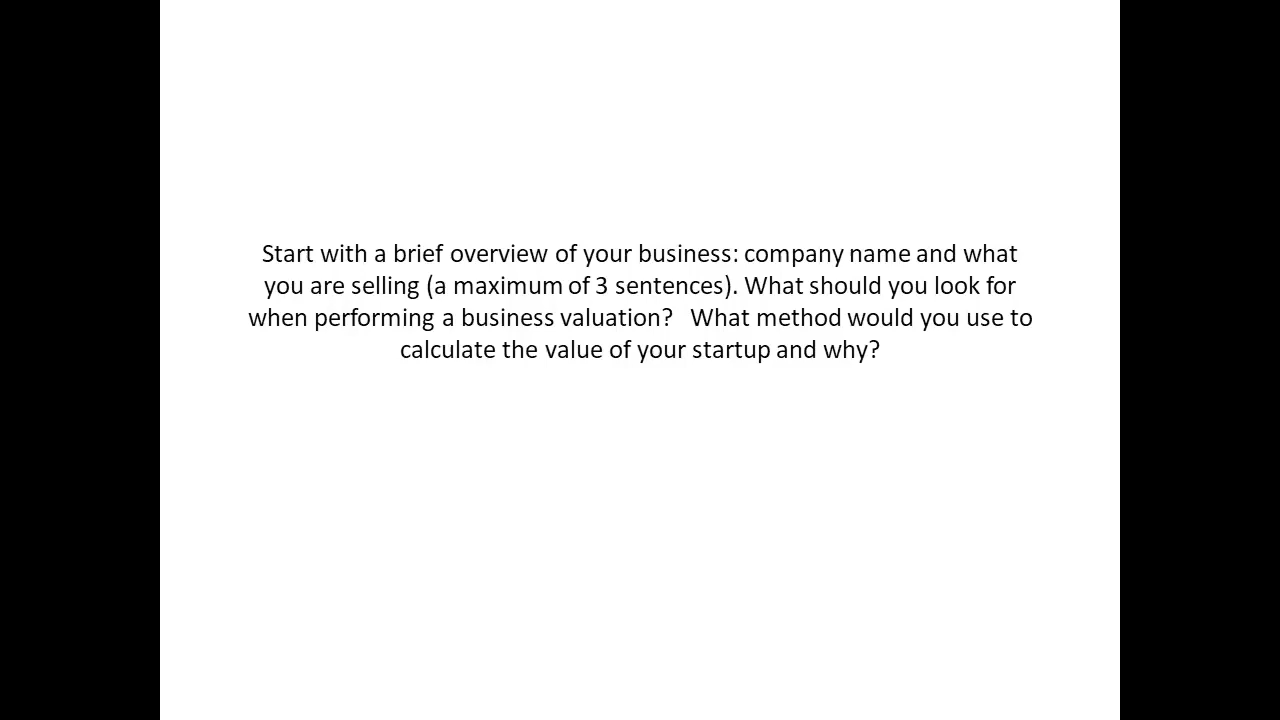 Start with a brief overview of your business: company name and what
you are selling (a maximum of 3 sentences). What should you look for
when performing a business valuation?   What method would you use to
calculate the value of your startup and why?